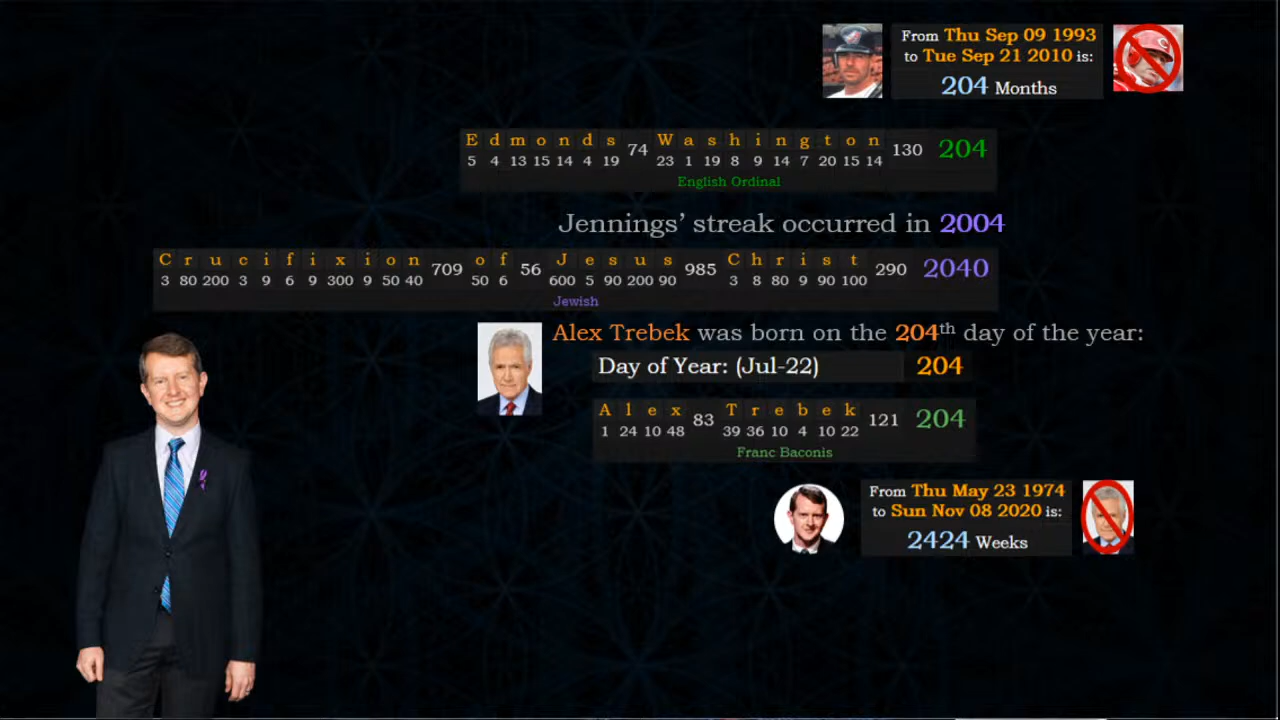 From Thu Sep 09 1993
to Tue Sep 21 2010 is:
204 Months
E d m o n d s 74 W a s h i n g t o n 130 204
5 4 13 15 14 4 19 23 1 19 8 9 14 7 20 15 14
English Ordinal
Jennings’ streak occurred in 2004
C r u c i f i x i o n 709 o f 56 J e s u s 985 C h r i s t 290 2040
3 80 200 3 9 6 9 300 9 50 40 50 6 600 5 90 200 90 3 8 80 9 90 100
Jewish
Alex Trebek was born on the 204th day of the year:
Day of Year: (Jul-22) 204
A l e x 83 T r e b e k 121 204
1 24 10 48 39 36 10 4 10 22
Franc Baconis
From Thu May 23 1974
to Sun Nov 08 2020 is:
2424 Weeks